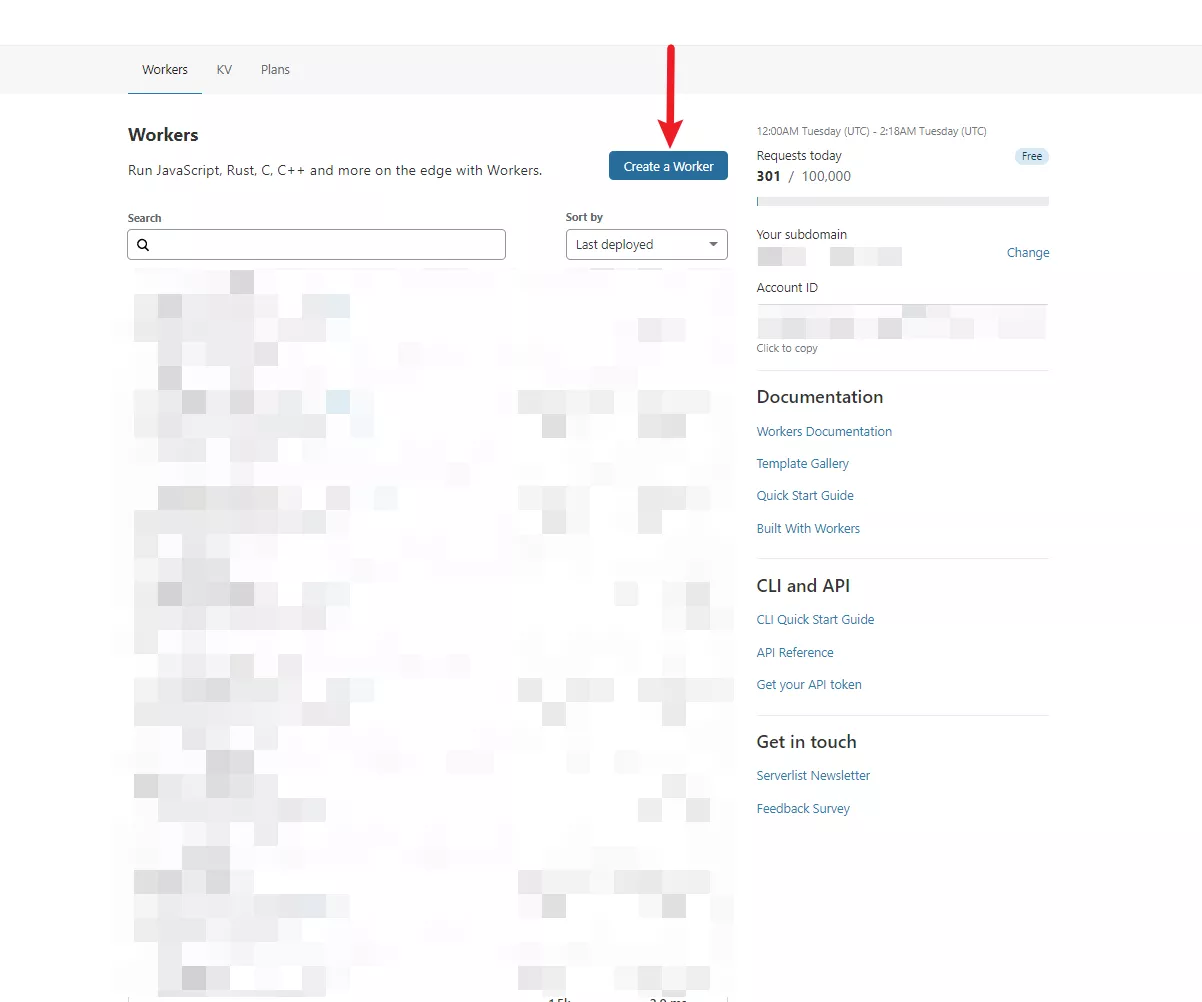 Workers KV Plans
Workers
Run JavaScript, Rust, C, C++ and more on the edge with Workers.
Create a Worker
Search
Sort by
Last deployed
12:00AM Tuesday (UTC) - 2:18AM Tuesday (UTC)
Requests today
Free
301 / 100,000
Your subdomain
Change
Account ID
Click to copy
Documentation
Workers Documentation
Template Gallery
Quick Start Guide
Built With Workers
CLI and API
CLI Quick Start Guide
API Reference
Get your API token
Get in touch
Serverlist Newsletter
Feedback Survey